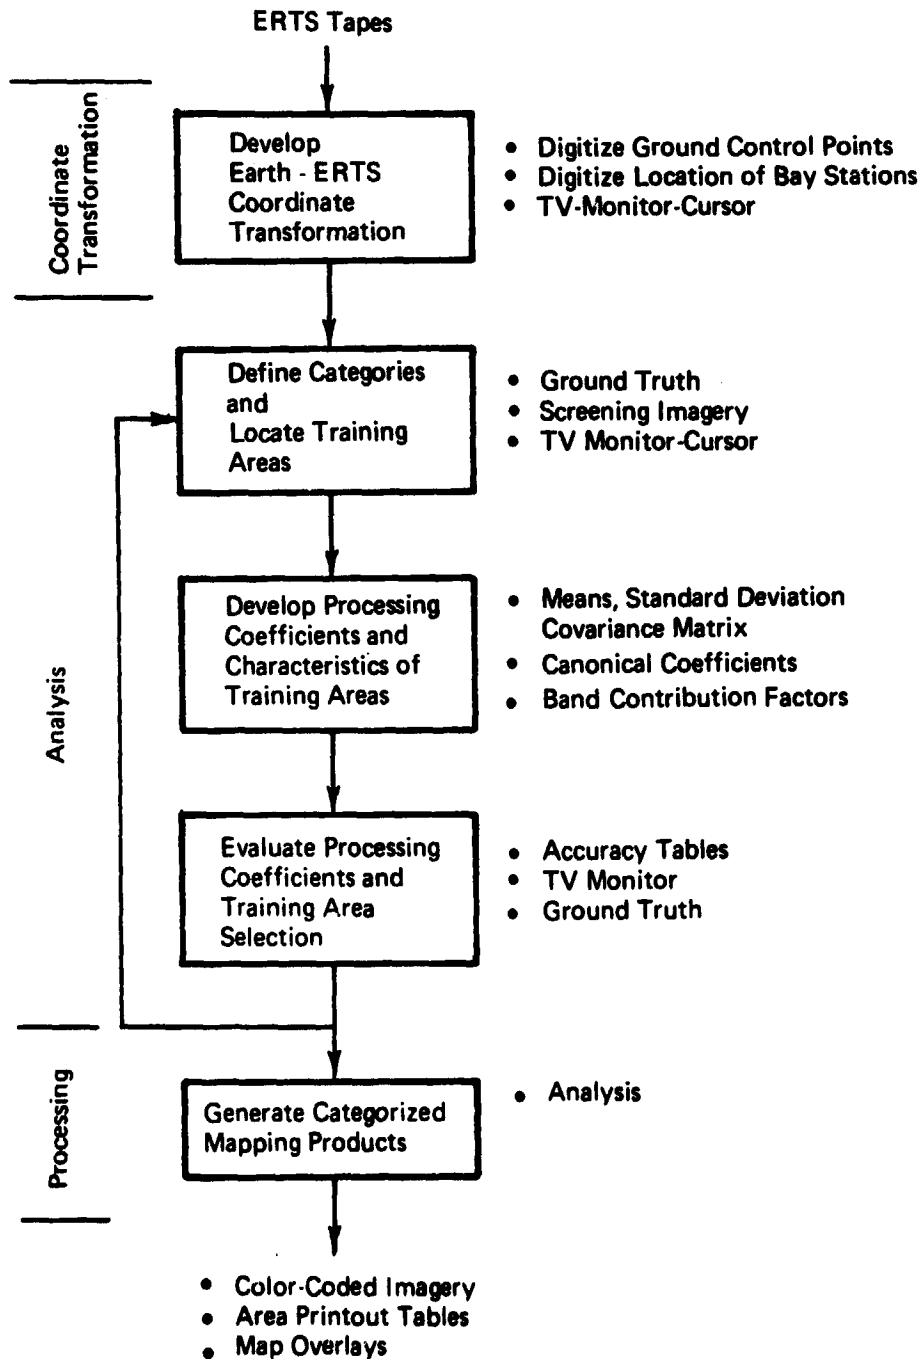 ERTS Tapes
Coordinate
Transformation
Develop
Earth - ERTS
Coordinate
Transformation
• Digitize Ground Control Points
• Digitize Location of Bay Stations
• TV-Monitor-Cursor
Analysis
Define Categories
and
Locate Training
Areas
• Ground Truth
• Screening Imagery
• TV Monitor-Cursor
Develop Processing
Coefficients and
Characteristics of
Training Areas
• Means, Standard Deviation
Covariance Matrix
• Canonical Coefficients
• Band Contribution Factors
Evaluate Processing
Coefficients and
Training Area
Selection
• Accuracy Tables
• TV Monitor
• Ground Truth
Processing
Generate Categorized
Mapping Products
• Analysis
• Color-Coded Imagery
• Area Printout Tables
• Map Overlays